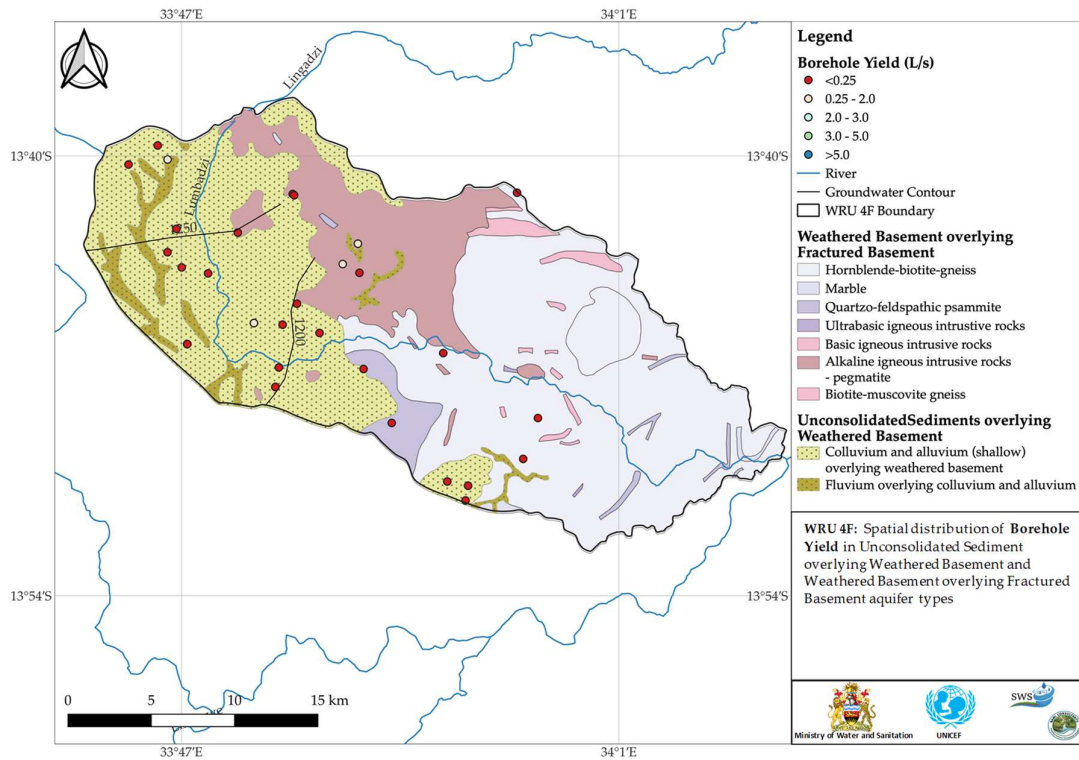 33°47'E
34°1'E
Lingadzi
13°40'S
13°40'S
Lumbadzi
1250
1200
13°54'S
13°54'S
0
5
10
15 km
33°47'E
34°1'E
Legend
Borehole Yield (L/s)
<0.25
0.25 - 2.0
2.0 - 3.0
3.0 - 5.0
>5.0
River
Groundwater Contour
WRU 4F Boundary
Weathered Basement overlying
Fractured Basement
Hornblende-biotite-gneiss
Marble
Quartzo-feldspathic psammite
Ultrabasic igneous intrustive rocks
Basic igneous intrusive rocks
Alkaline igneous intrusive rocks
- pegmatite
Biotite-muscovite gneiss
UnconsolidatedSediments overlying
Weathered Basement
Colluvium and alluvium (shallow)
overlying weathered basement
Fluvium overlying colluvium and alluvium
WRU 4F: Spatial distribution of Borehole
Yield in Unconsolidated Sediment
overlying Weathered Basement and
Weathered Basement overlying Fractured
Basement aquifer types
Ministry of Water and Sanitation
UNICEF
SWS